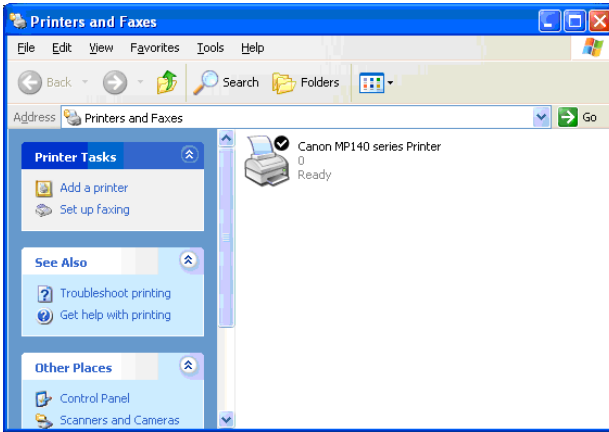 Printers and Faxes
File Edit View Favorites Tools Help
Back Search Folders
Address Printers and Faxes Go
Printer Tasks
Add a printer
Set up faxing
See Also
Troubleshoot printing
Get help with printing
Other Places
Control Panel
Scanners and Cameras
Canon MP140 series Printer
0
Ready